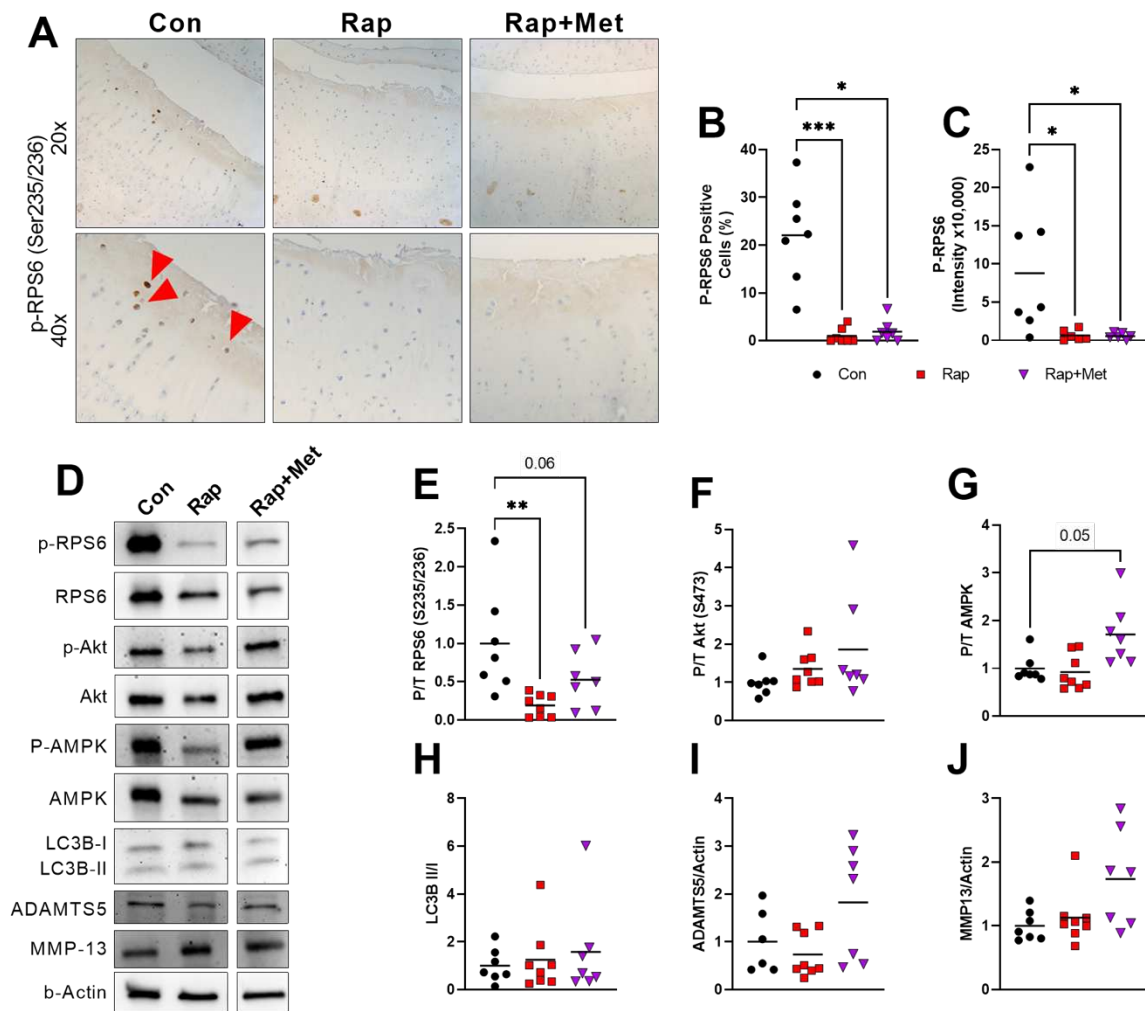 A
Con
Rap
Rap+Met
p-RPS6 (Ser235/236)
20x
40x
B
P-RPS6 Positive
Cells (%)
40
30
20
10
0
***
*
C
P-RPS6
(Intensity x10,000)
25
20
15
10
5
0
*
*
Con
Rap
Rap+Met
D
Con
Rap
Rap+Met
p-RPS6
RPS6
p-Akt
Akt
P-AMPK
AMPK
LC3B-I
LC3B-II
ADAMTS5
MMP-13
b-Actin
E
0.06
**
P/T RPS6 (S235/236)
2.5
2.0
1.5
1.0
0.5
0.0
F
P/T Akt (S473)
5
4
3
2
1
0
G
0.05
P/T AMPK
4
3
2
1
0
H
LC3B II/I
8
6
4
2
0
I
ADAMTS5/Actin
4
3
2
1
0
J
MMP13/Actin
3
2
1
0